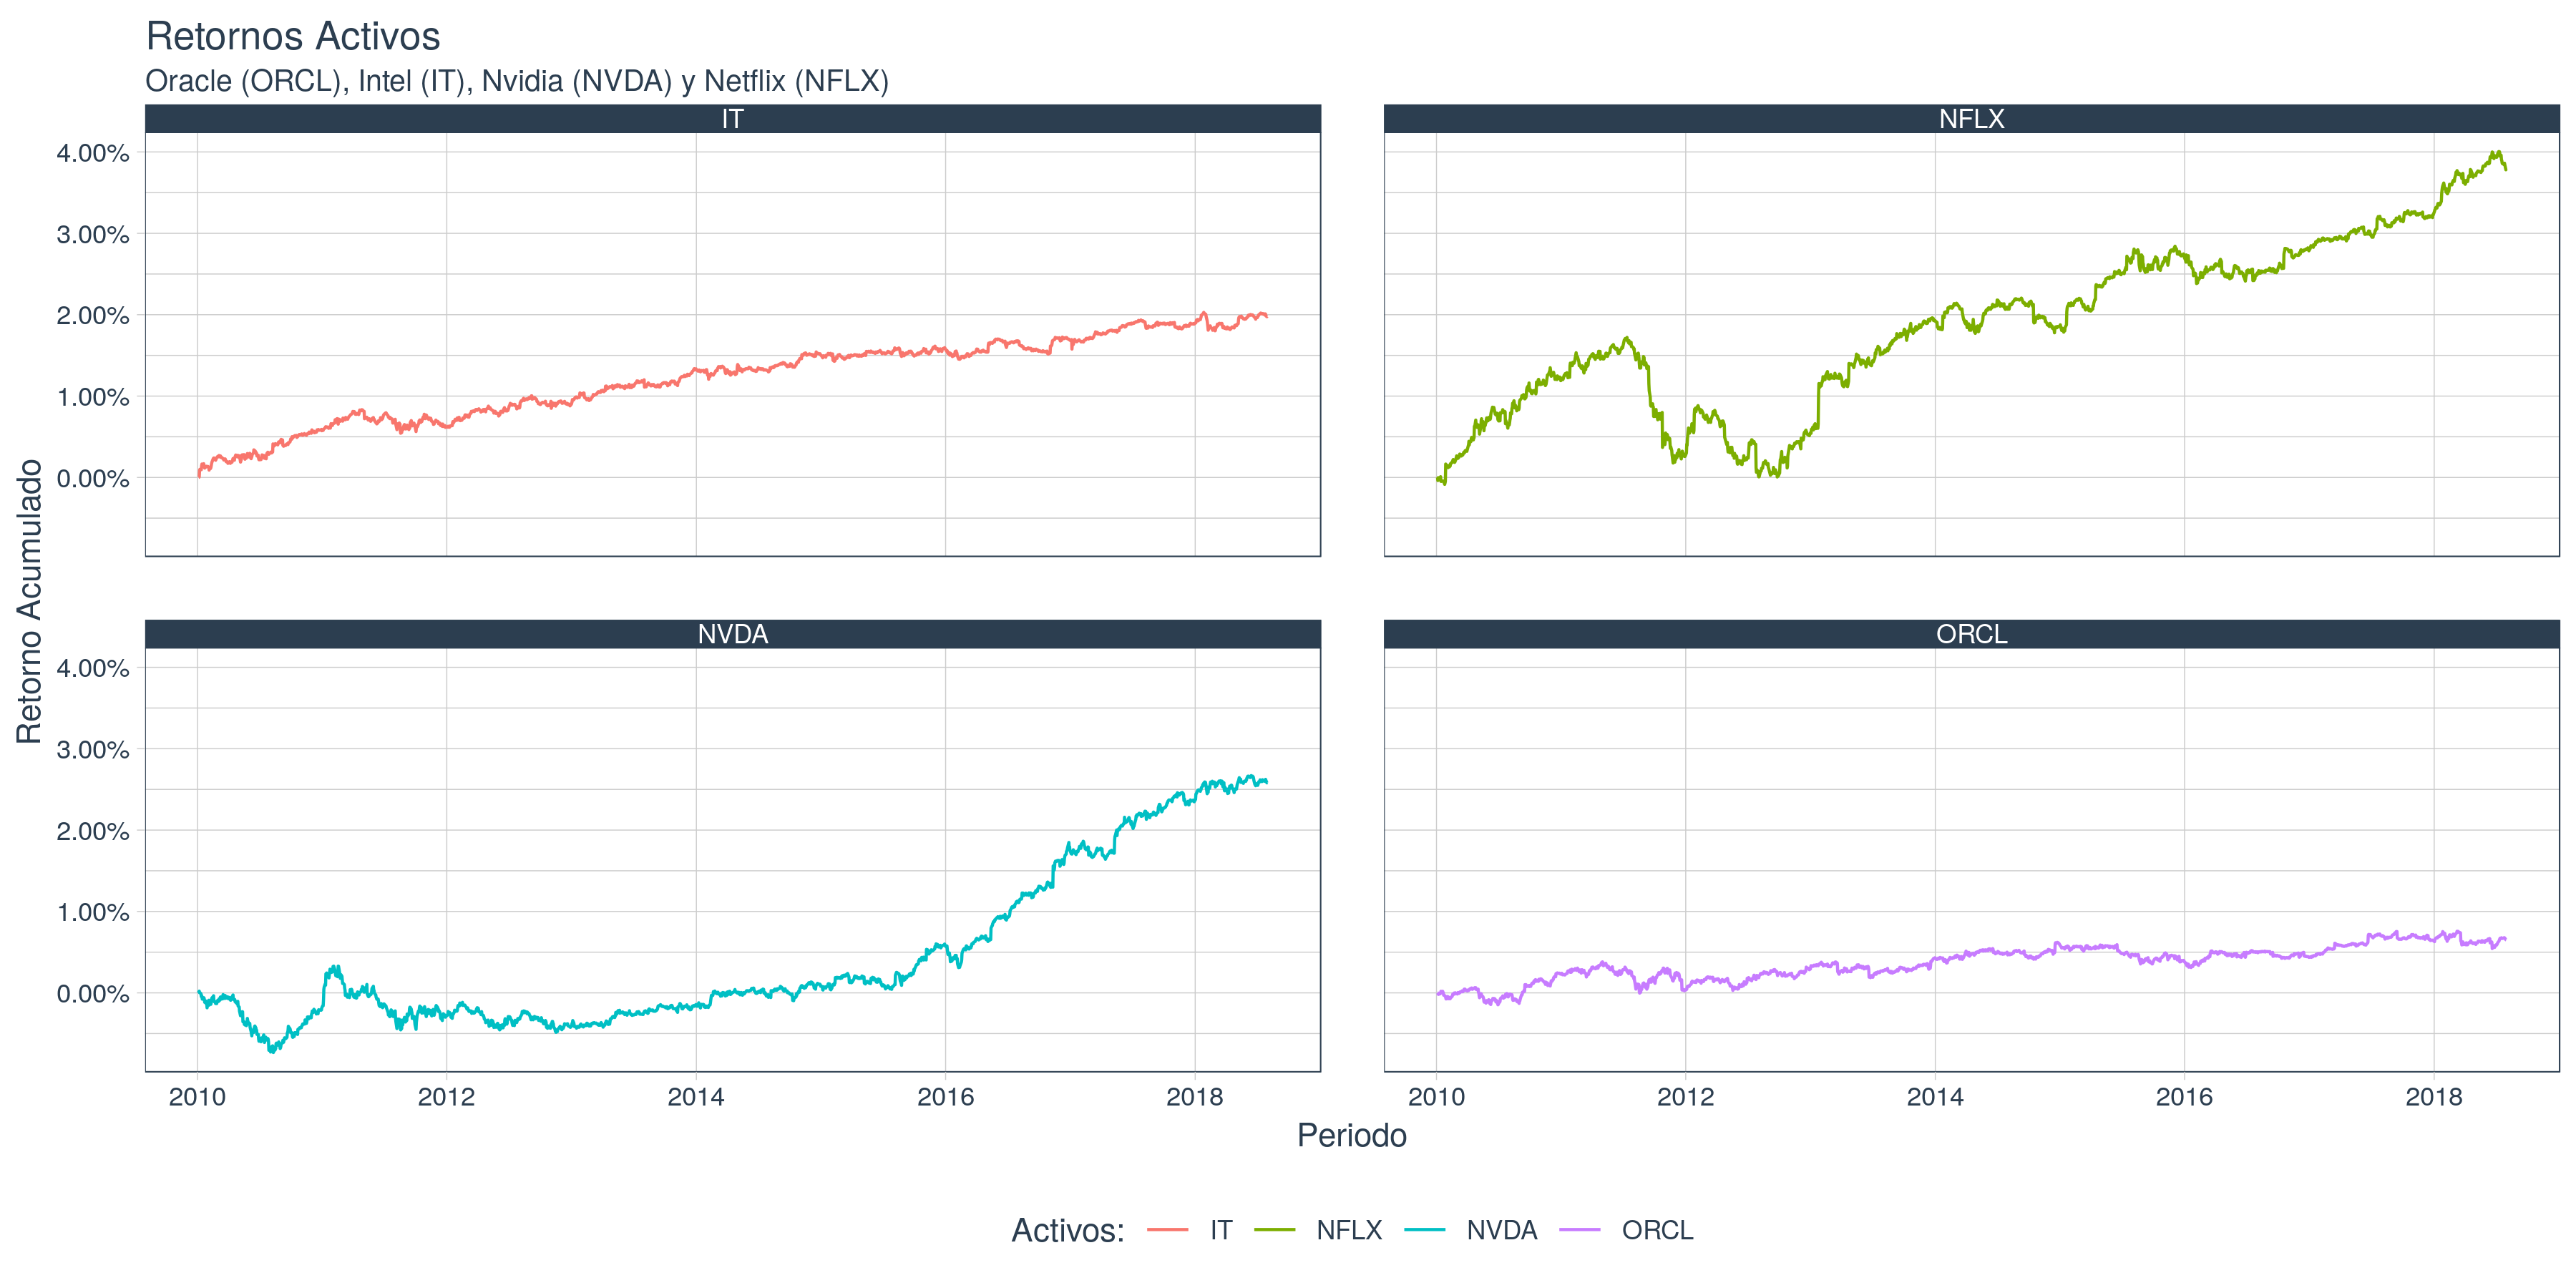 Retornos Activos
Oracle (ORCL), Intel (IT), Nvidia (NVDA) y Netflix (NFLX)
IT
NFLX
4.00%
3.00%
2.00%
1.00%
0.00%
Retorno Acumulado
NVDA
ORCL
4.00%
3.00%
2.00%
1.00%
0.00%
2010 2012 2014 2016 2018
2010 2012 2014 2016 2018
Periodo
Activos: IT NFLX NVDA ORCL